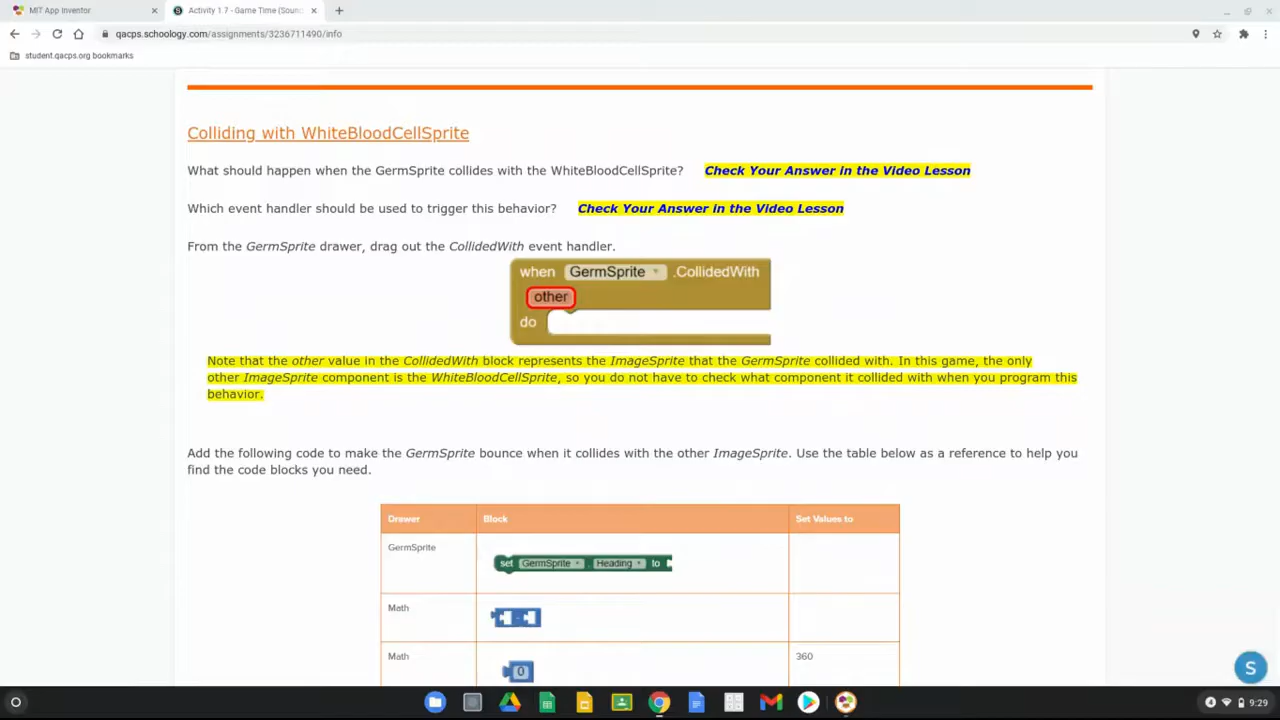 MIT App Inventor
Activity 1.7 - Game Time (Soun
qacps.schoology.com/assignments/3236711490/info
student.qacps.org bookmarks
Colliding with WhiteBloodCellSprite
What should happen when the GermSprite collides with the WhiteBloodCellSprite? Check Your Answer in the Video Lesson
Which event handler should be used to trigger this behavior? Check Your Answer in the Video Lesson
From the GermSprite drawer, drag out the CollidedWith event handler.
when GermSprite .CollidedWith
other
do
Note that the other value in the CollidedWith block represents the ImageSprite that the GermSprite collided with. In this game, the only
other ImageSprite component is the WhiteBloodCellSprite, so you do not have to check what component it collided with when you program this
behavior.
Add the following code to make the GermSprite bounce when it collides with the other ImageSprite. Use the table below as a reference to help you
find the code blocks you need.
Drawer Block Set Values to
GermSprite
set GermSprite . Heading to
Math
-
Math 360
0
S
4 9:29